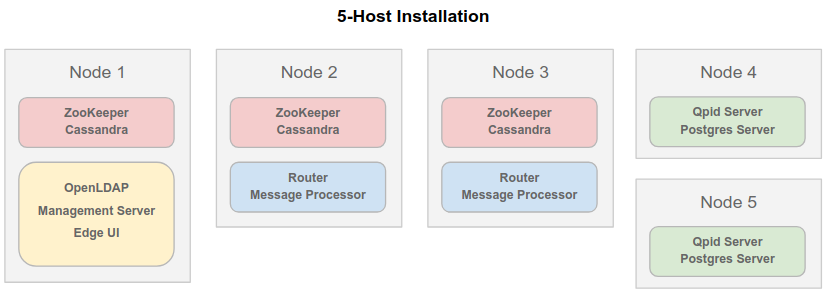 5-Host Installation
Node 1
ZooKeeper
Cassandra
OpenLDAP
Management Server
Edge UI
Node 2
ZooKeeper
Cassandra
Router
Message Processor
Node 3
ZooKeeper
Cassandra
Router
Message Processor
Node 4
Qpid Server
Postgres Server
Node 5
Qpid Server
Postgres Server